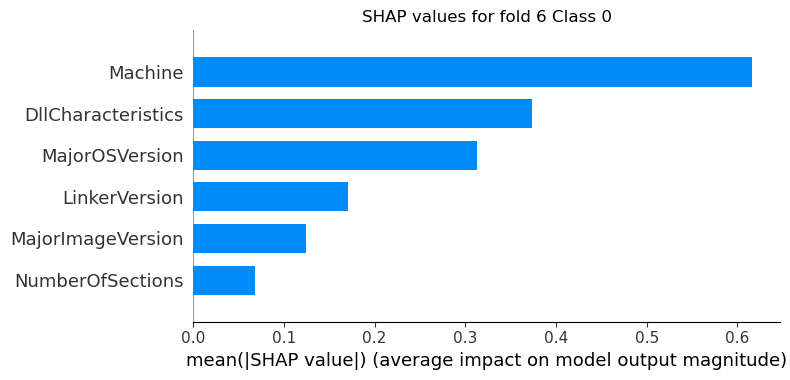 SHAP values for fold 6 Class 0
Machine
DllCharacteristics
MajorOSVersion
LinkerVersion
MajorImageVersion
NumberOfSections
0.0 0.1 0.2 0.3 0.4 0.5 0.6
mean(|SHAP value|) (average impact on model output magnitude)